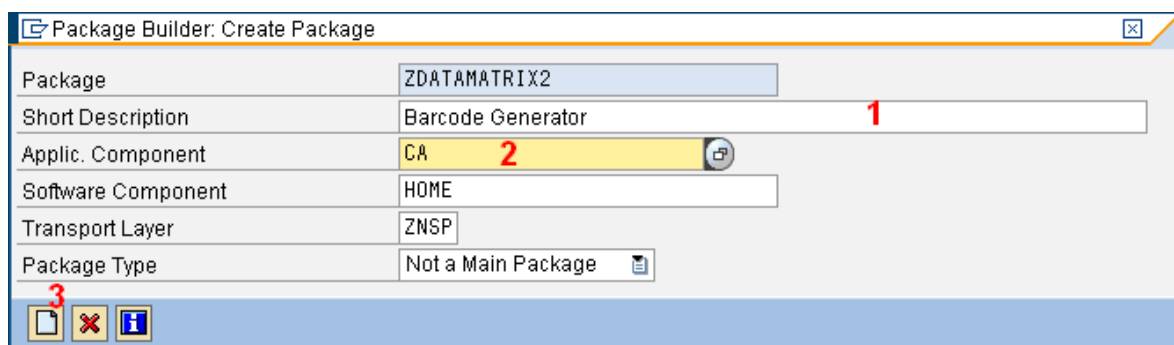 Package Builder: Create Package
Package ZDATAMATRIX2
Short Description Barcode Generator 1
Applic. Component CA 2
Software Component HOME
Transport Layer ZNSP
Package Type Not a Main Package
3